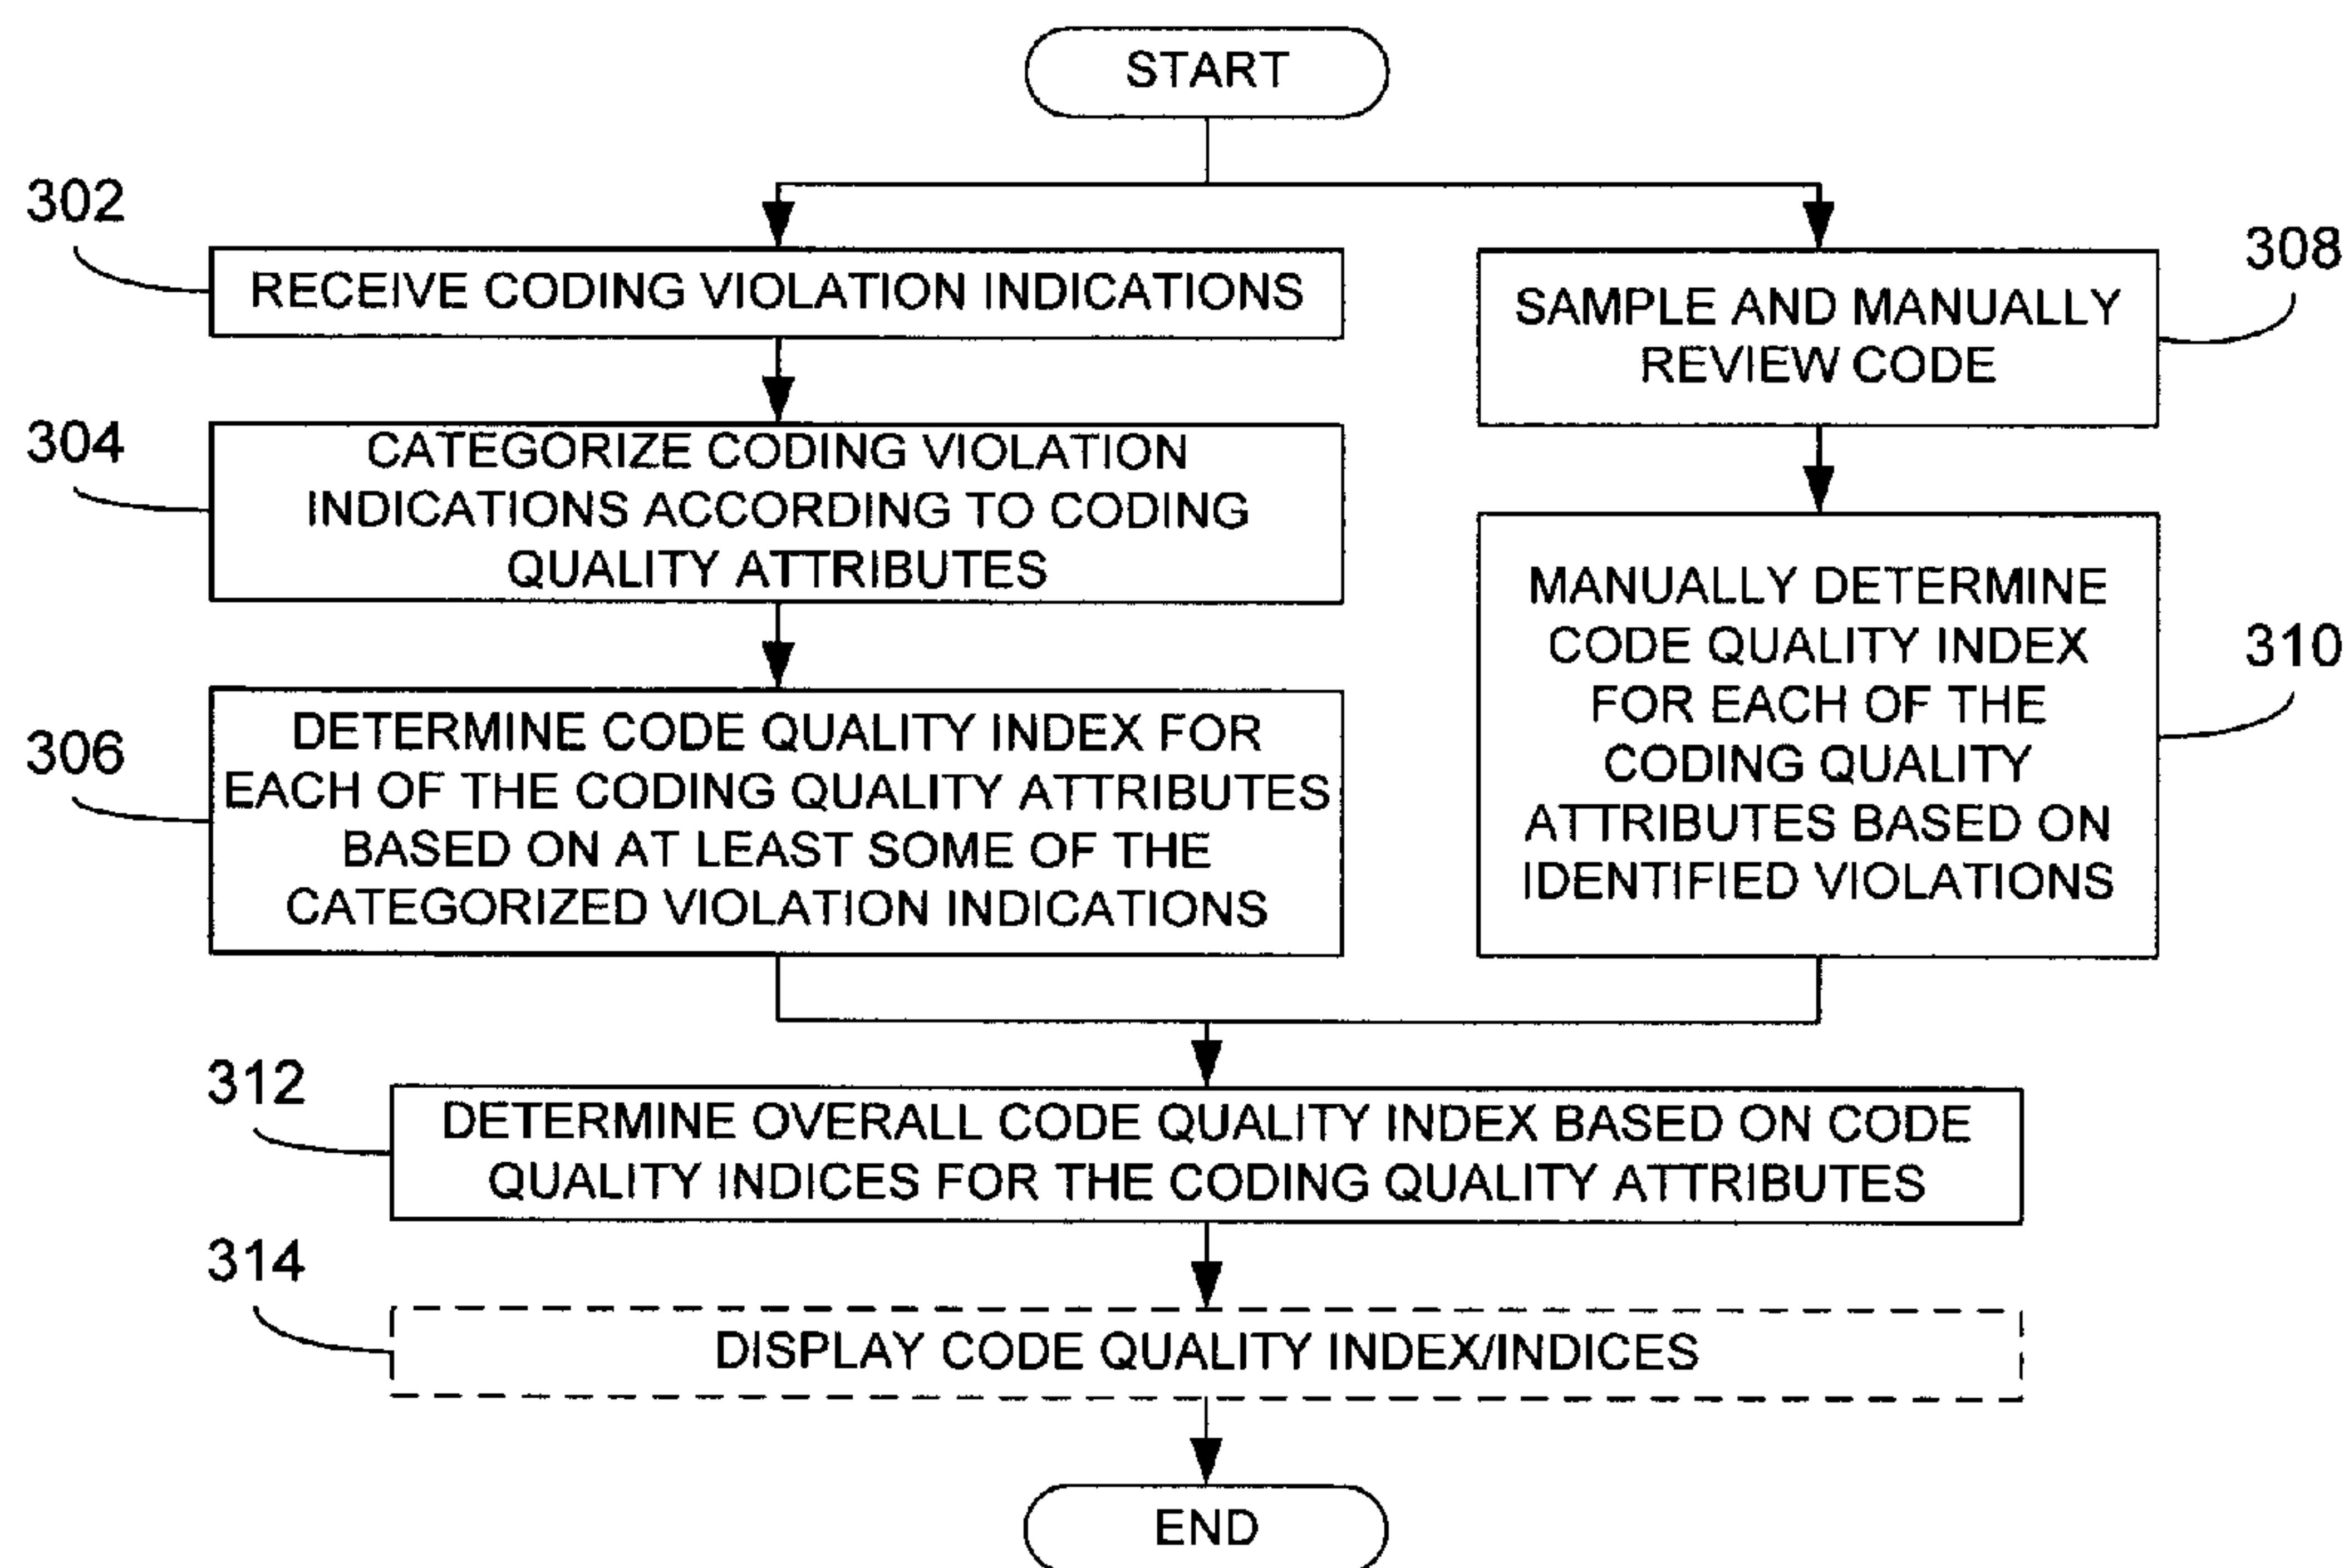 START
302
RECEIVE CODING VIOLATION INDICATIONS
304
CATEGORIZE CODING VIOLATION
INDICATIONS ACCORDING TO CODING
QUALITY ATTRIBUTES
306
DETERMINE CODE QUALITY INDEX FOR
EACH OF THE CODING QUALITY ATTRIBUTES
BASED ON AT LEAST SOME OF THE
CATEGORIZED VIOLATION INDICATIONS
308
SAMPLE AND MANUALLY
REVIEW CODE
310
MANUALLY DETERMINE
CODE QUALITY INDEX
FOR EACH OF THE
CODING QUALITY
ATTRIBUTES BASED ON
IDENTIFIED VIOLATIONS
312
DETERMINE OVERALL CODE QUALITY INDEX BASED ON CODE
QUALITY INDICES FOR THE CODING QUALITY ATTRIBUTES
314
DISPLAY CODE QUALITY INDEX/INDICES
END